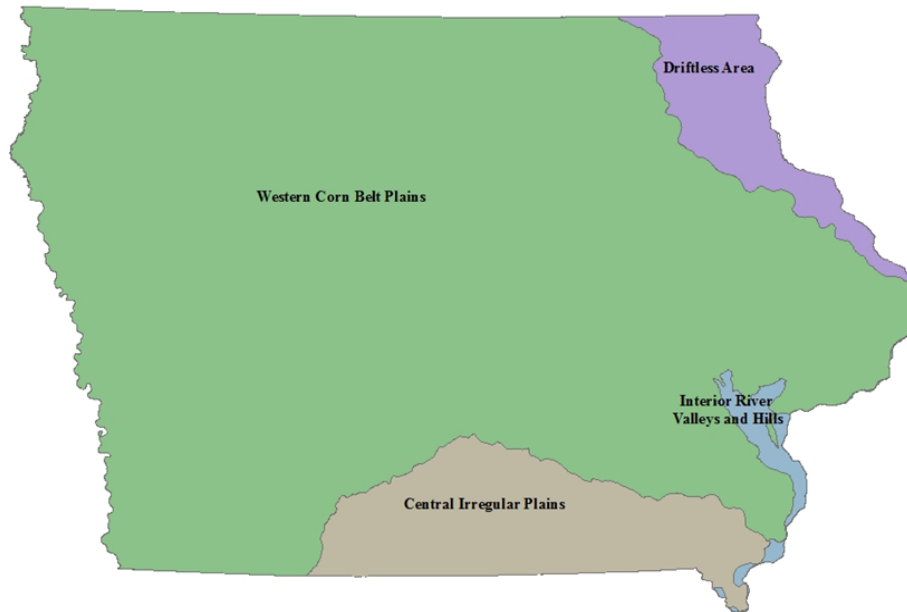 Driftless Area
Western Corn Belt Plains
Interior River
Valleys and Hills
Central Irregular Plains